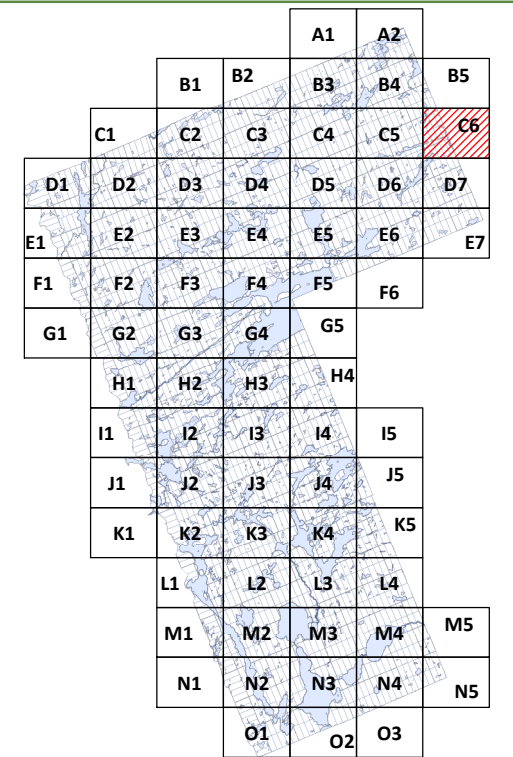 A1 A2
B1 B2 B3 B4 B5
C1 C2 C3 C4 C5 C6
D1 D2 D3 D4 D5 D6 D7
E1 E2 E3 E4 E5 E6 E7
F1 F2 F3 F4 F5 F6
G1 G2 G3 G4 G5
H1 H2 H3 H4
I1 I2 I3 I4 I5
J1 J2 J3 J4 J5
K1 K2 K3 K4 K5
L1 L2 L3 L4
M1 M2 M3 M4 M5
N1 N2 N3 N4 N5
O1 O2 O3